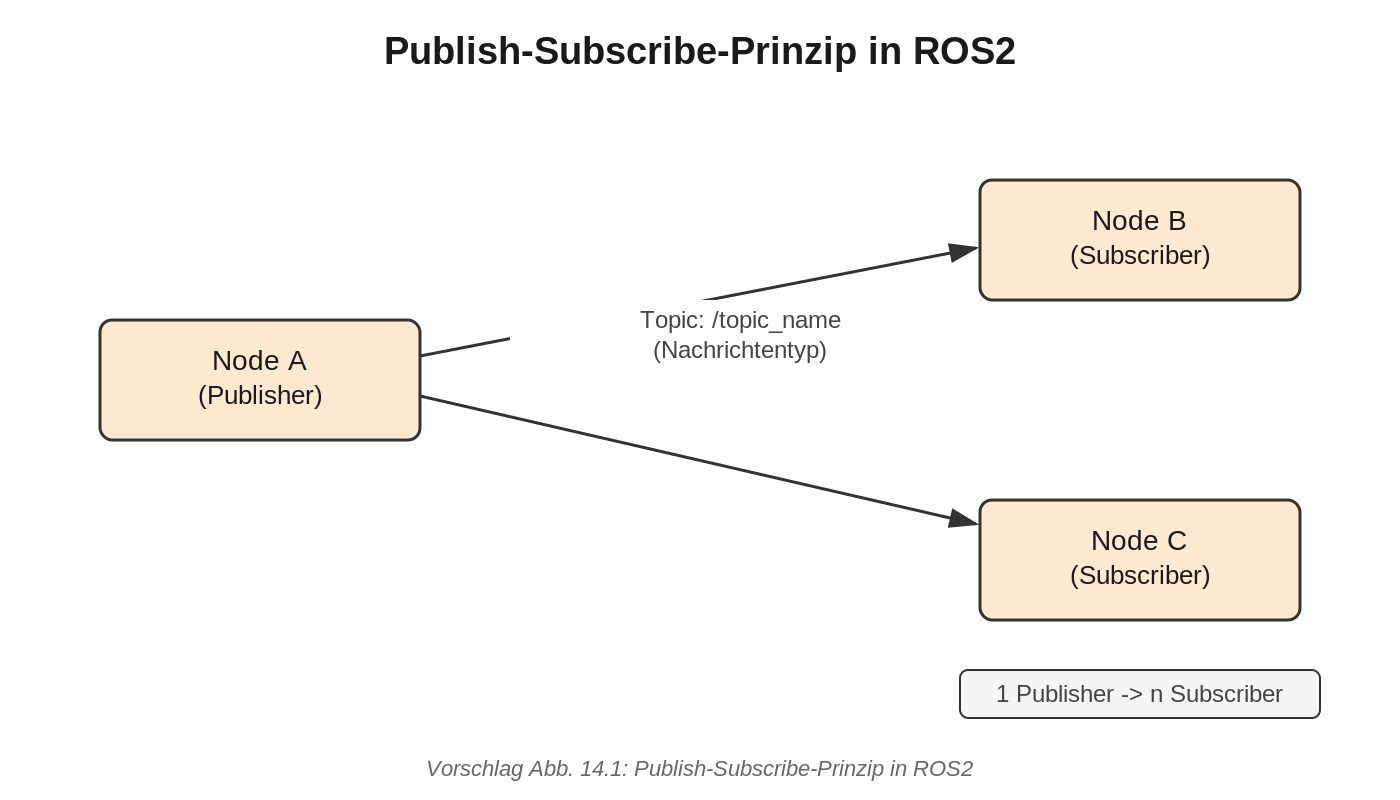 Publish-Subscribe-Prinzip in ROS2
Node B
(Subscriber)
Topic: /topic_name
(Nachrichtentyp)
Node A
(Publisher)
Node C
(Subscriber)
1 Publisher -> n Subscriber
Vorschlag Abb. 14.1: Publish-Subscribe-Prinzip in ROS2